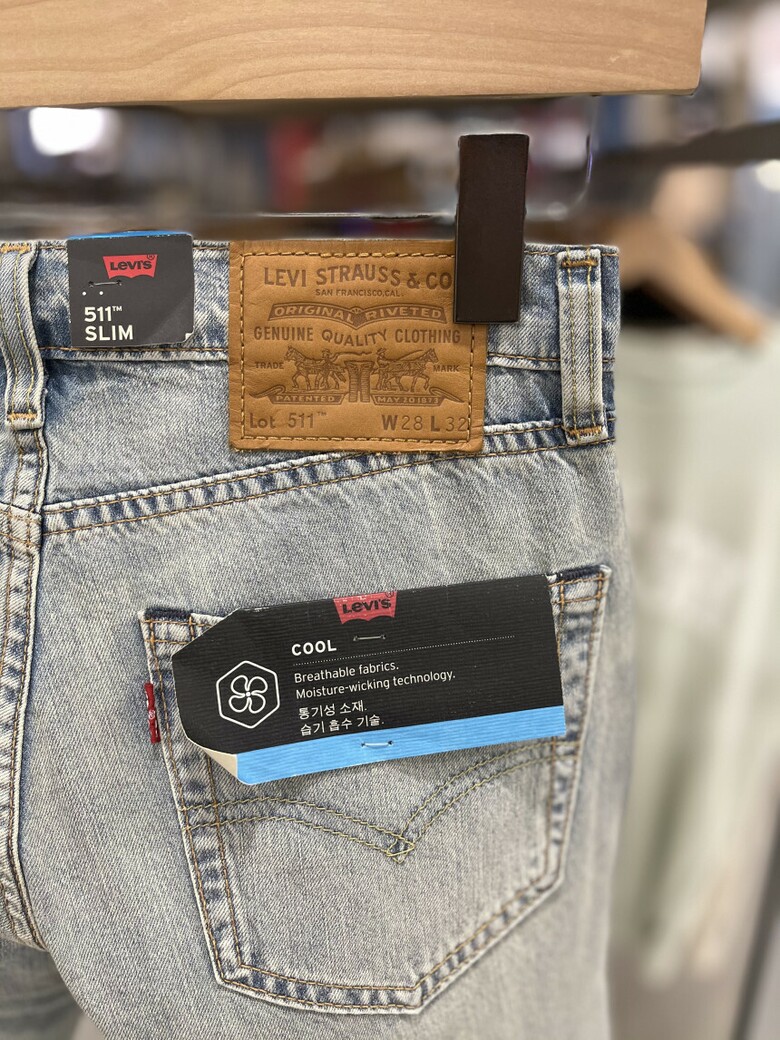 LEVI'S
511™
SLIM
LEVI STRAUSS & CO
SAN FRANCISCO, CAL.
ORIGINAL RIVETED
GENUINE QUALITY CLOTHING
TRADE MARK
PATENTED MAY 20 1873
Lot 511™ W28 L32
LEVI'S
COOL
Breathable fabrics.
Moisture-wicking technology.
통기성 소재.
습기 흡수 기술.